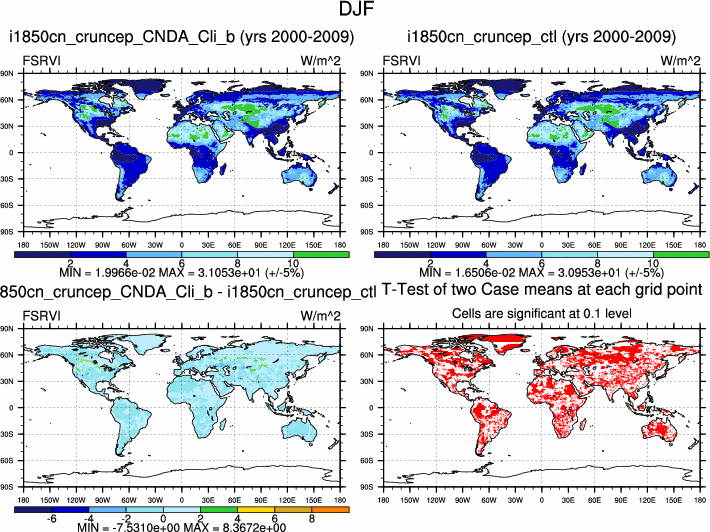 DJF
i1850cn_cruncep_CNDA_Cli_b (yrs 2000-2009)
FSRVI W/m^2
90N
60N
30N
0
30S
60S
90S
180 150W 120W 90W 60W 30W 0 30E 60E 90E 120E 150E 180
2 4 6 8 10
MIN = 1.9966e-02 MAX = 3.1053e+01 (+/-5%)
i1850cn_cruncep_ctl (yrs 2000-2009)
FSRVI W/m^2
90N
60N
30N
0
30S
60S
90S
180 150W 120W 90W 60W 30W 0 30E 60E 90E 120E 150E 180
2 4 6 8 10
MIN = 1.6506e-02 MAX = 3.0953e+01 (+/-5%)
850cn_cruncep_CNDA_Cli_b - i1850cn_cruncep_ctl
FSRVI W/m^2
90N
60N
30N
0
30S
60S
90S
180 150W 120W 90W 60W 30W 0 30E 60E 90E 120E 150E 180
-6 -4 -2 0 2 4 6 8
MIN = -7.5310e+00 MAX = 8.3672e+00
T-Test of two Case means at each grid point
Cells are significant at 0.1 level
90N
60N
30N
0
30S
60S
90S
180 150W 120W 90W 60W 30W 0 30E 60E 90E 120E 150E 180